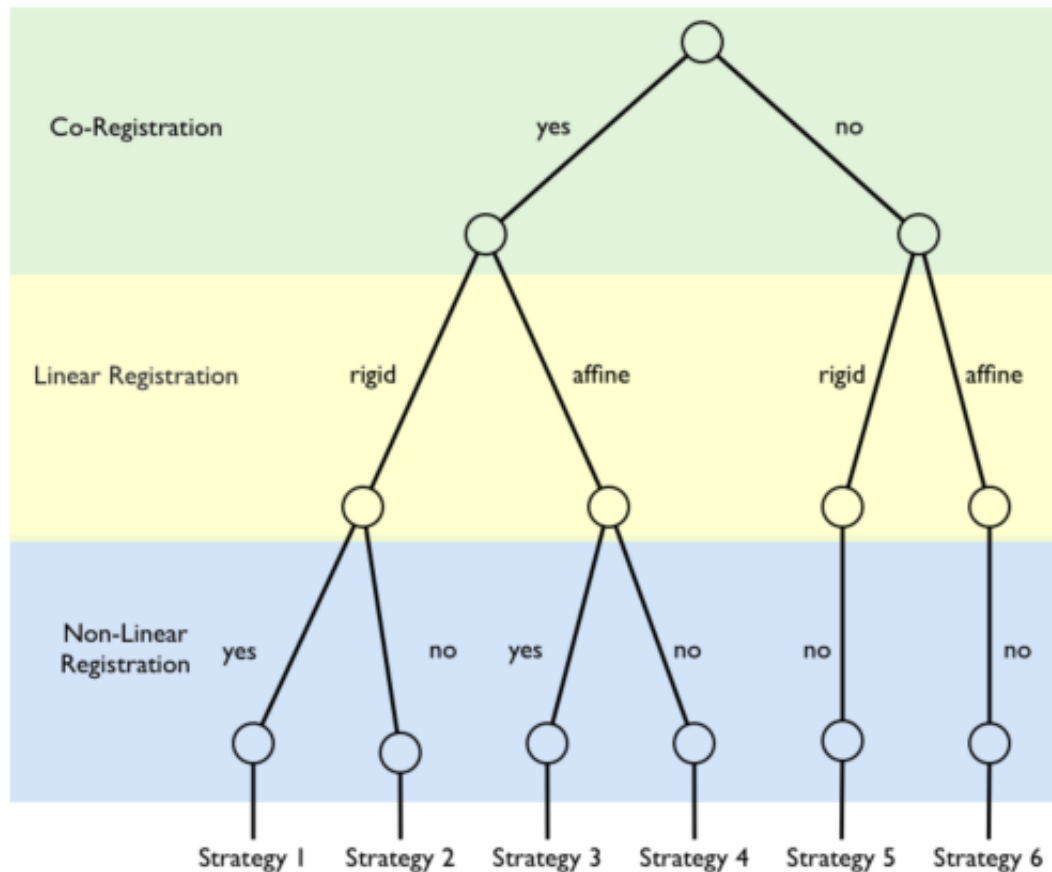 Co-Registration
yes
no
Linear Registration
rigid
affine
rigid
affine
Non-Linear
Registration
yes
no
yes
no
no
no
Strategy 1
Strategy 2
Strategy 3
Strategy 4
Strategy 5
Strategy 6